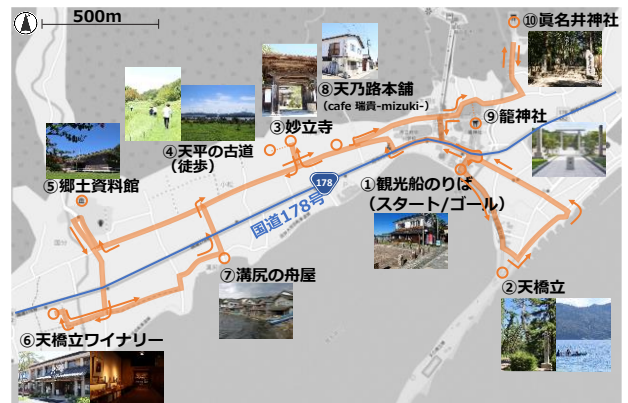 500m
⑩眞名井神社
⑧天乃路本舗
（cafe 瑞貴-mizuki-）
③妙立寺
⑨籠神社
④天平の古道
（徒歩）
⑤郷土資料館
178
国道178号
①観光船のりば
（スタート/ゴール）
⑦溝尻の舟屋
②天橋立
⑥天橋立ワイナリー